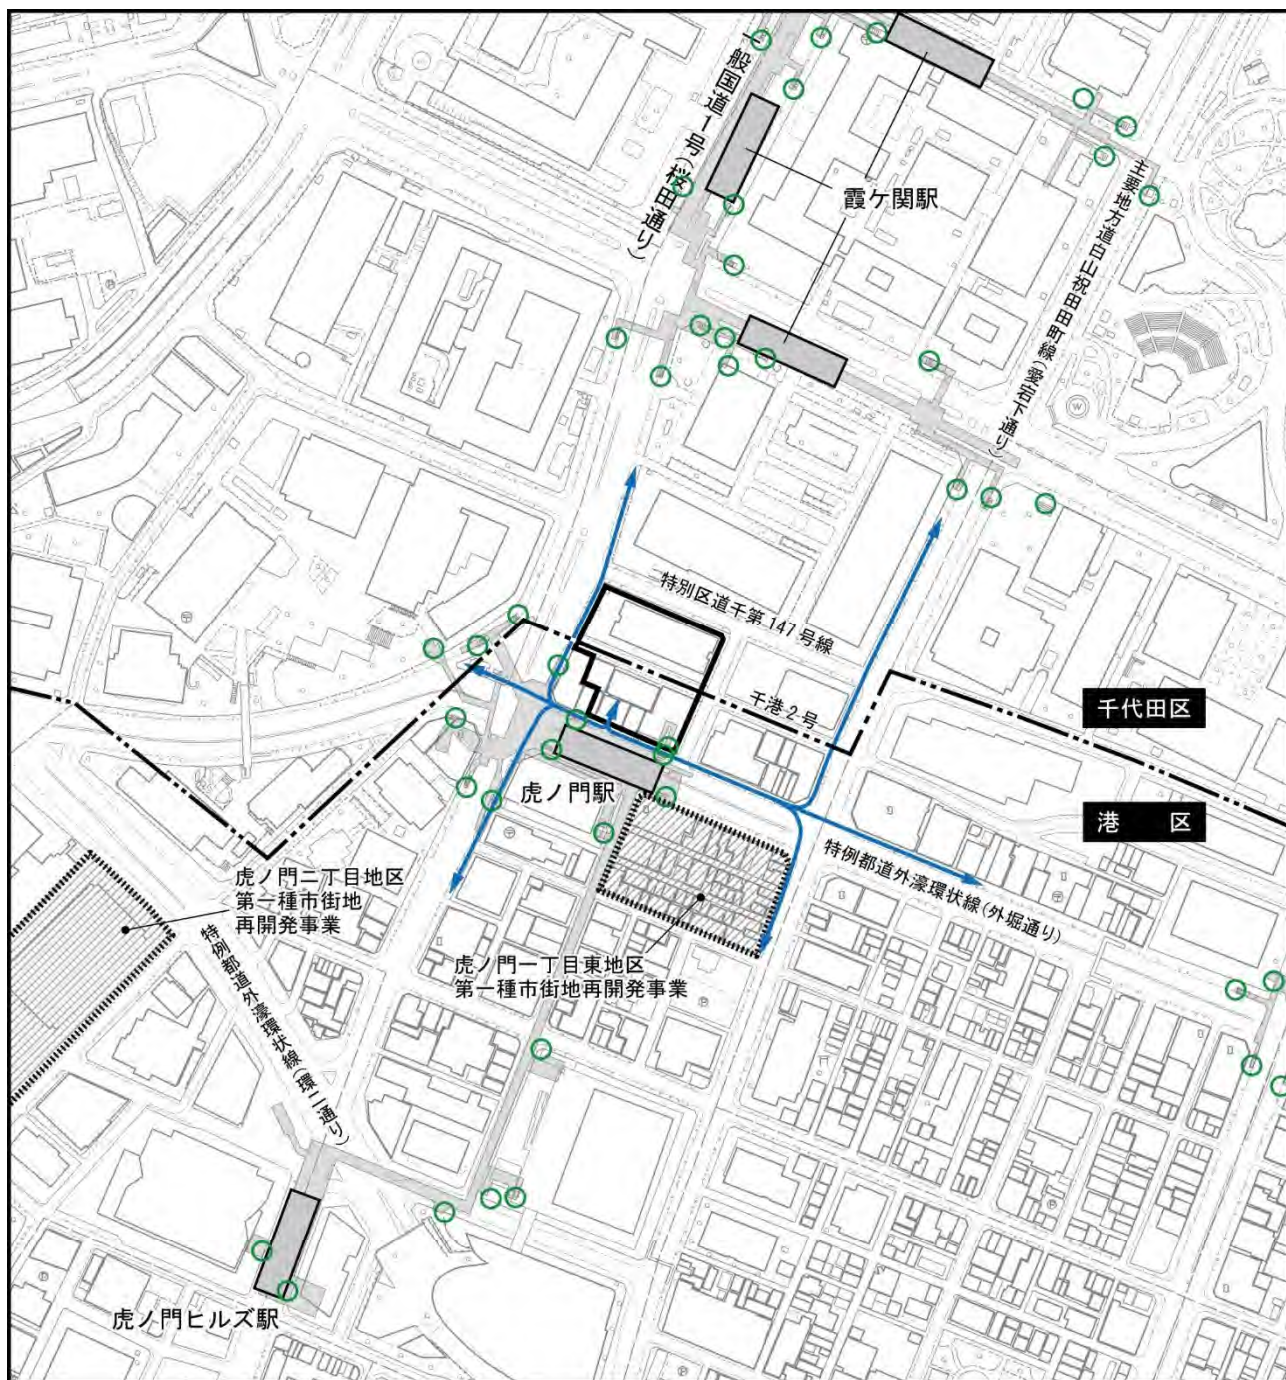 一般国道1号(桜田通り)
霞ケ関駅
主要地方道白山祝田田町線(愛宕下通り)
特別区道千第147号線
千港2号
千代田区
港　区
虎ノ門駅
特例都道外濠環状線(外堀通り)
虎ノ門二丁目地区
第一種市街地
再開発事業
虎ノ門一丁目東地区
第一種市街地再開発事業
特例都道外濠環状線(環二通り)
虎ノ門ヒルズ駅